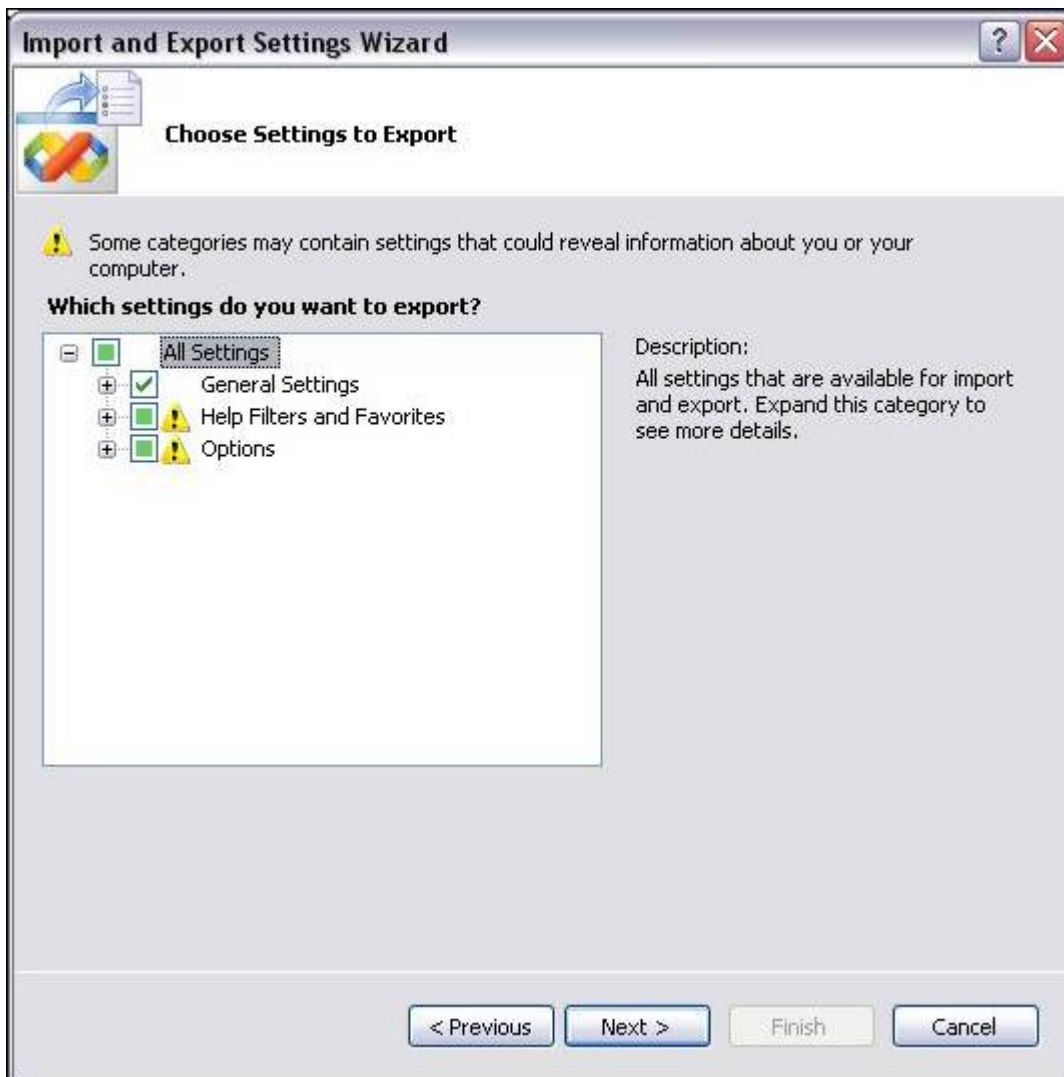 Import and Export Settings Wizard
Choose Settings to Export
Some categories may contain settings that could reveal information about you or your
computer.
Which settings do you want to export?
All Settings
General Settings
Help Filters and Favorites
Options
Description:
All settings that are available for import
and export. Expand this category to
see more details.
< Previous
Next >
Finish
Cancel